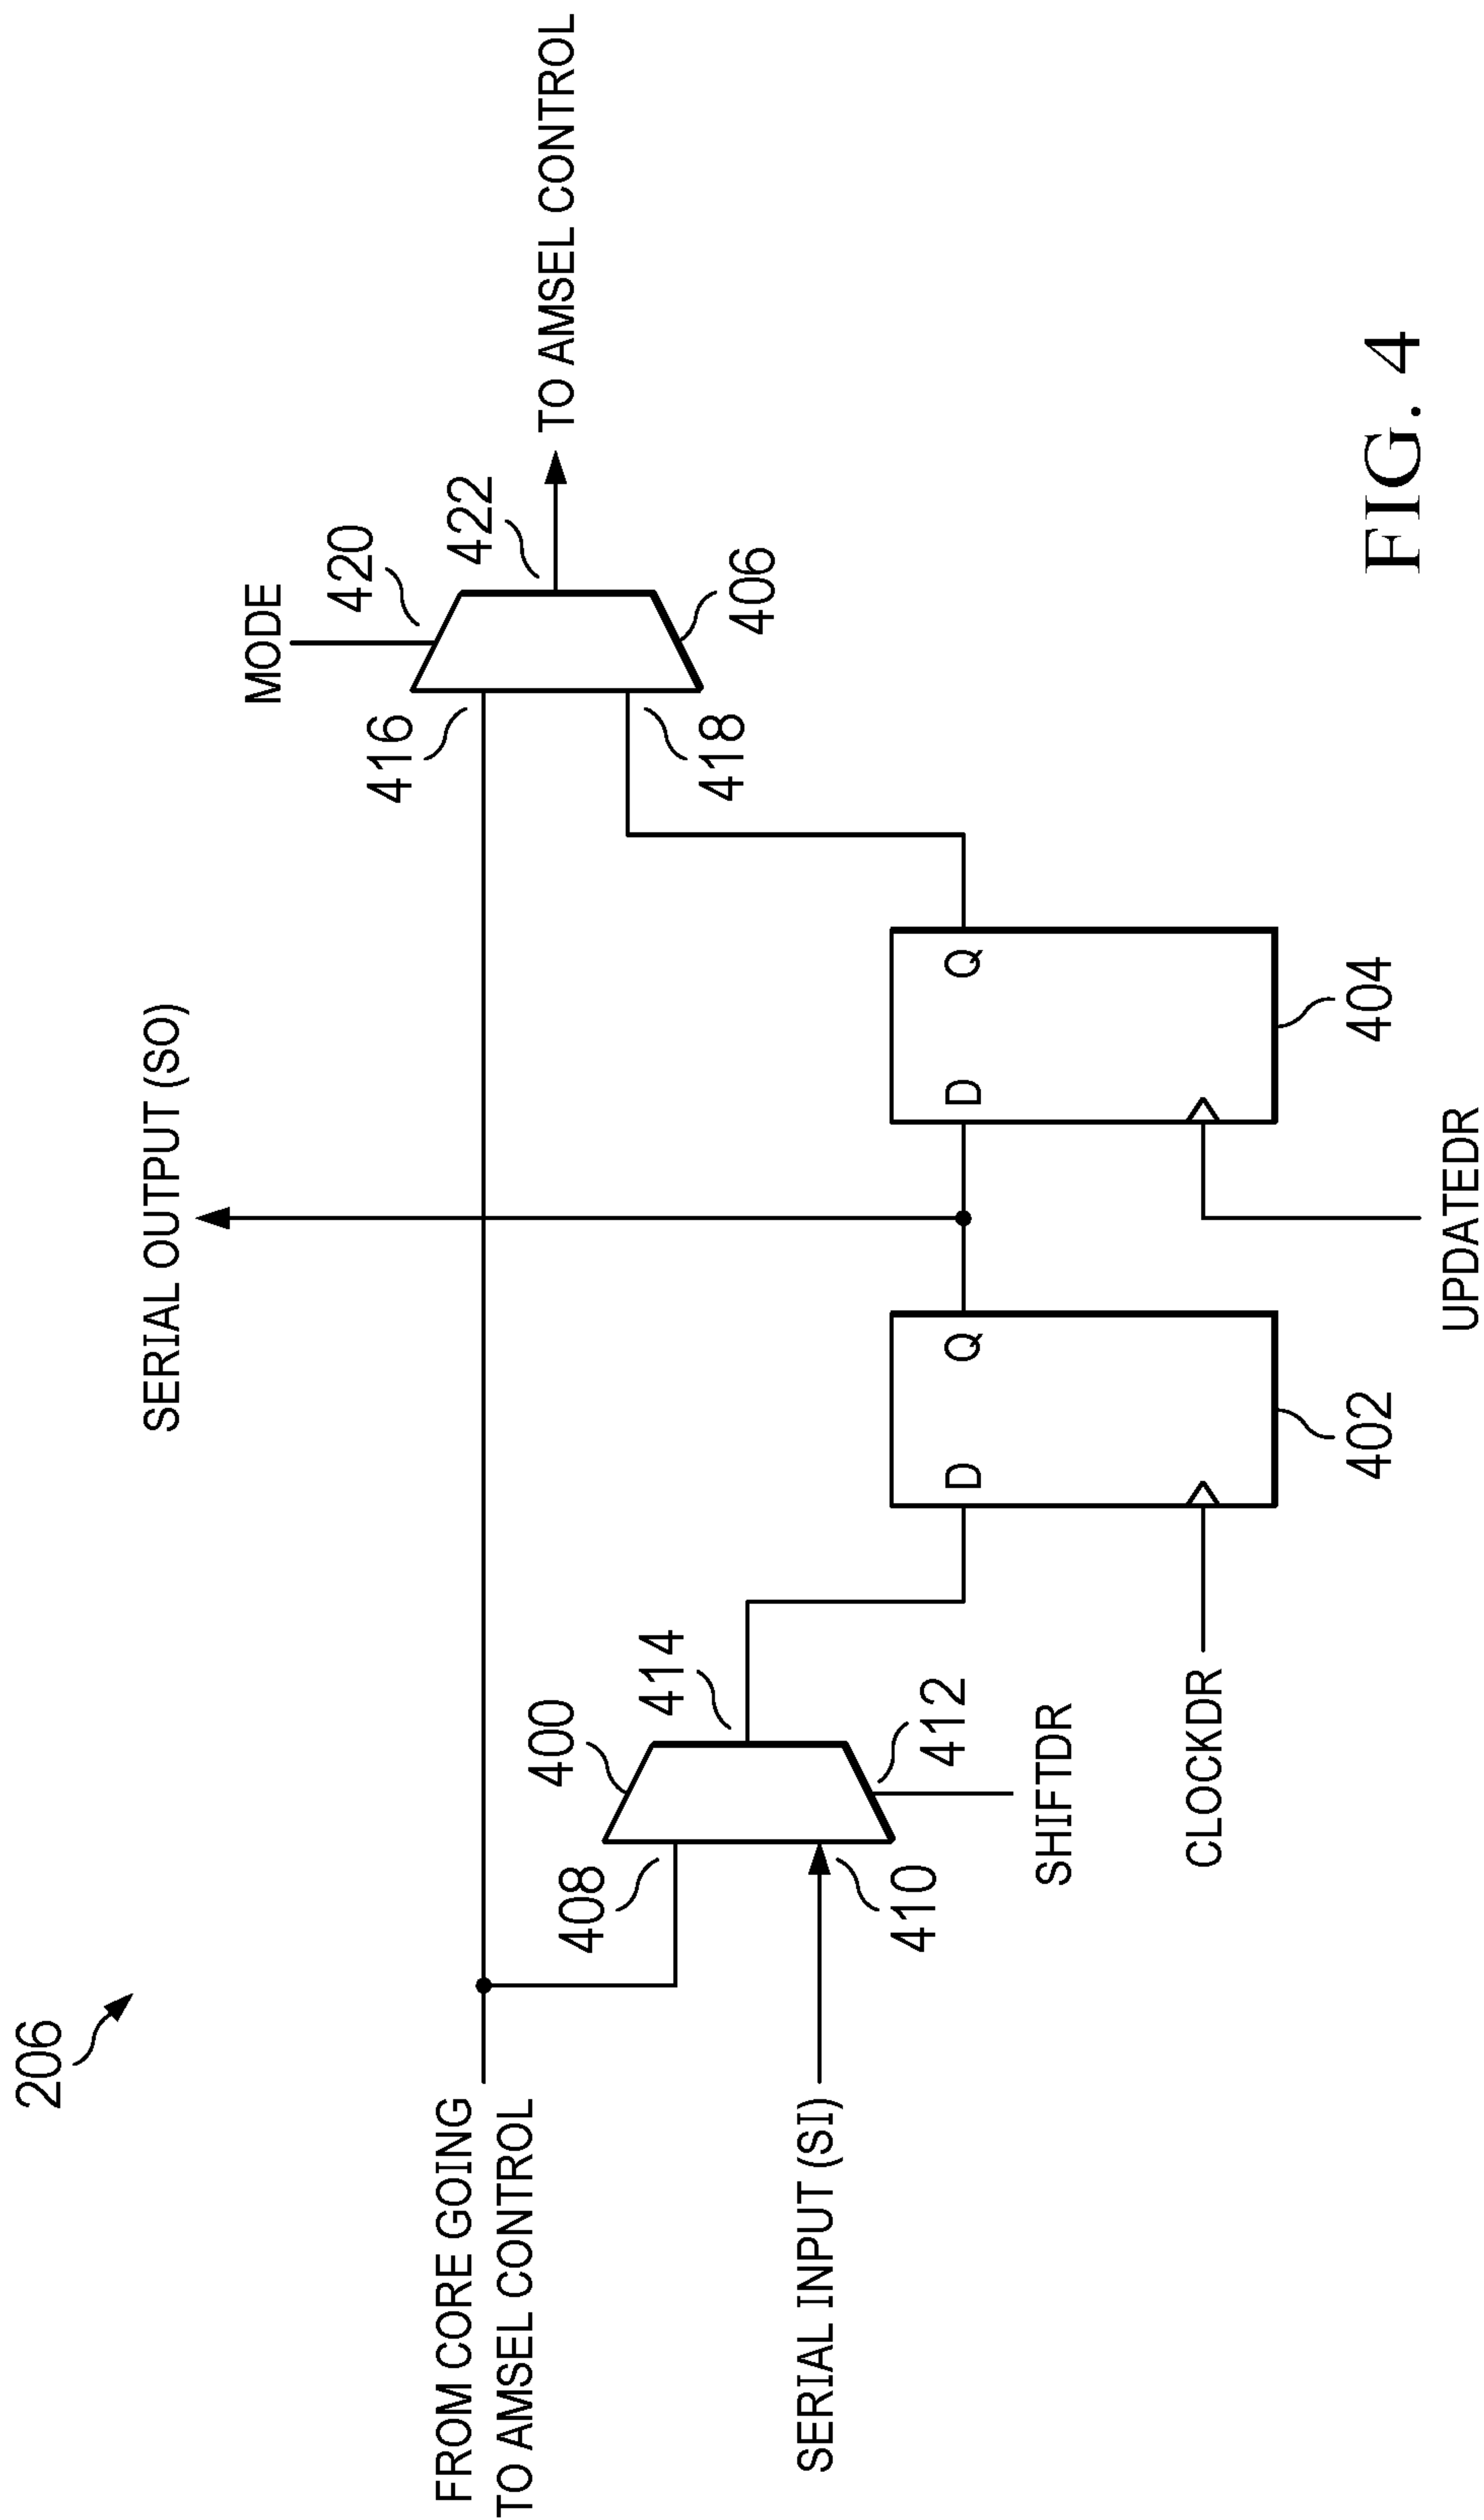 206
SERIAL OUTPUT (SO)
MODE
420
416
422
TO AMSEL CONTROL
FROM CORE GOING
TO AMSEL CONTROL
400
408
414
418
406
SERIAL INPUT (SI)
410
412
D
Q
D
Q
SHIFTDR
CLOCKDR
402
404
UPDATEDR
FIG. 4